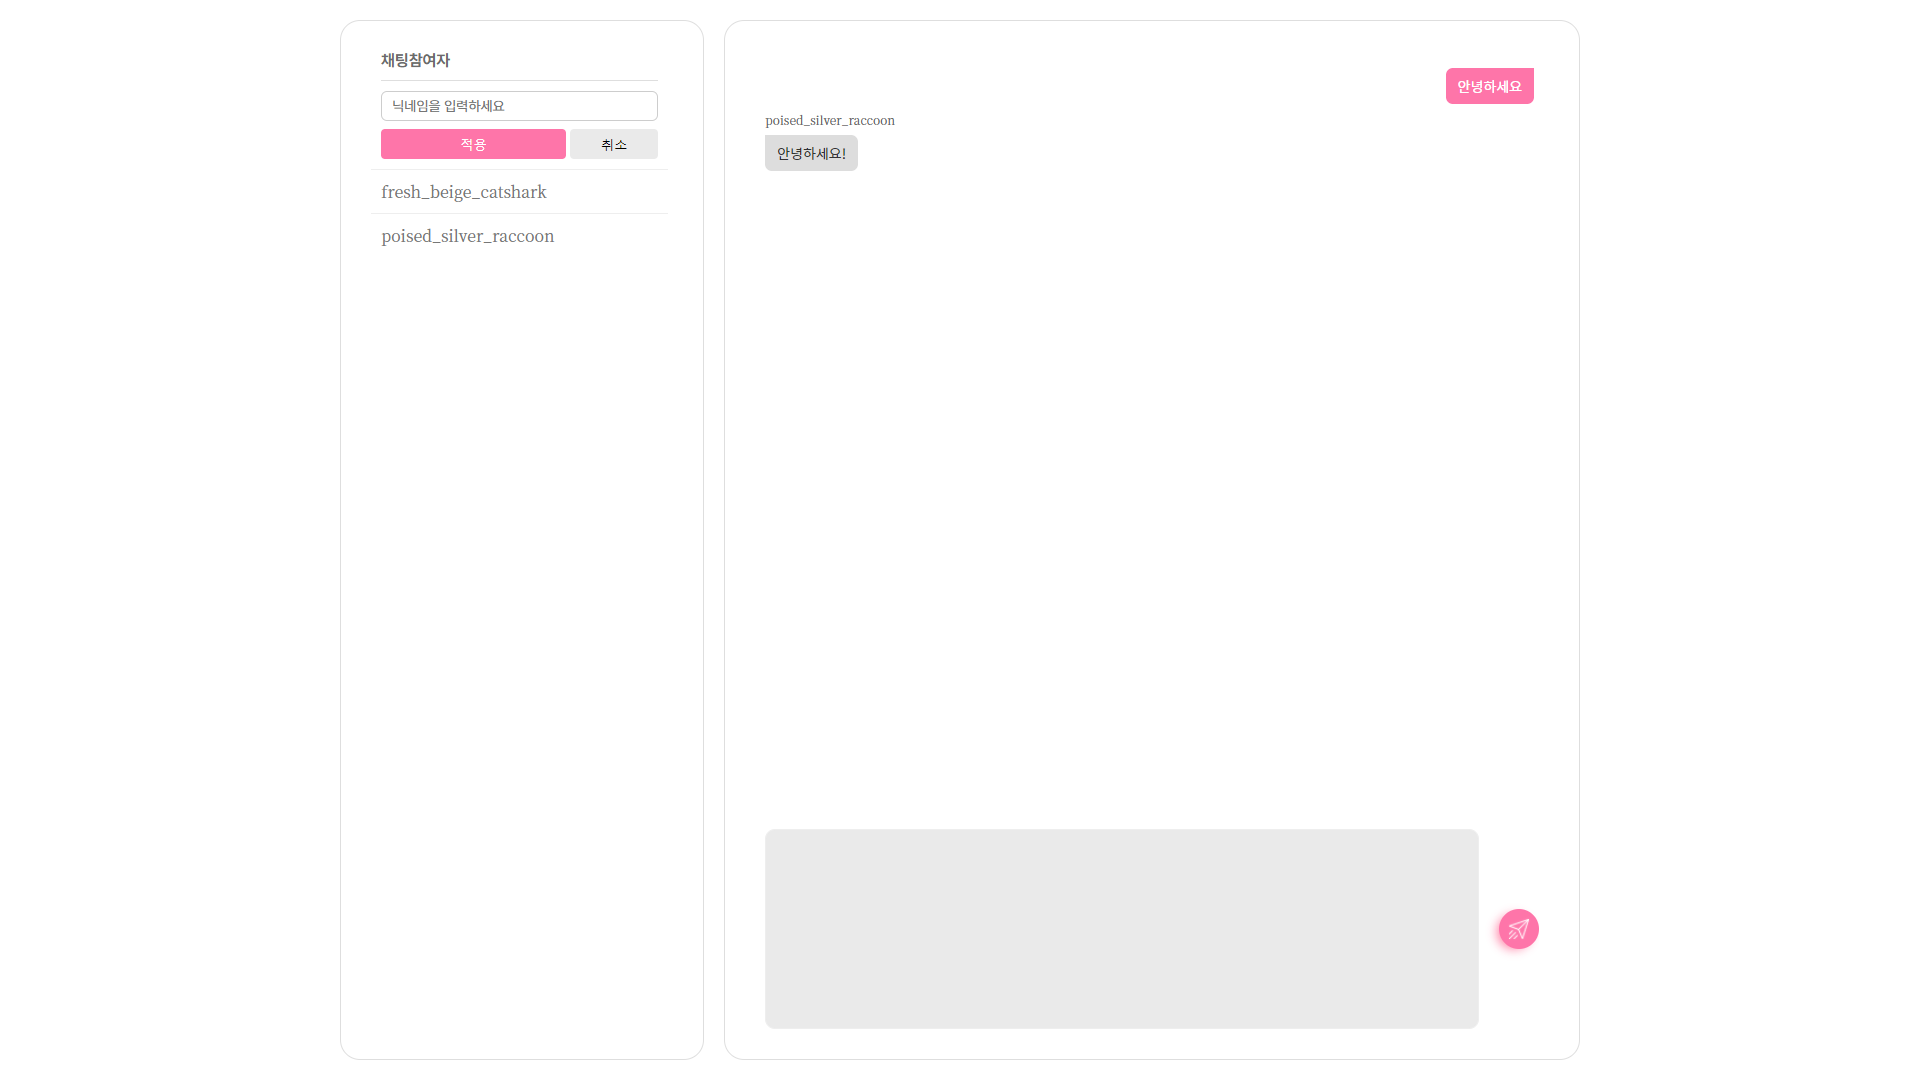 채팅참여자
닉네임을 입력하세요
적용 취소
fresh_beige_catshark
poised_silver_raccoon
안녕하세요
poised_silver_raccoon
안녕하세요!